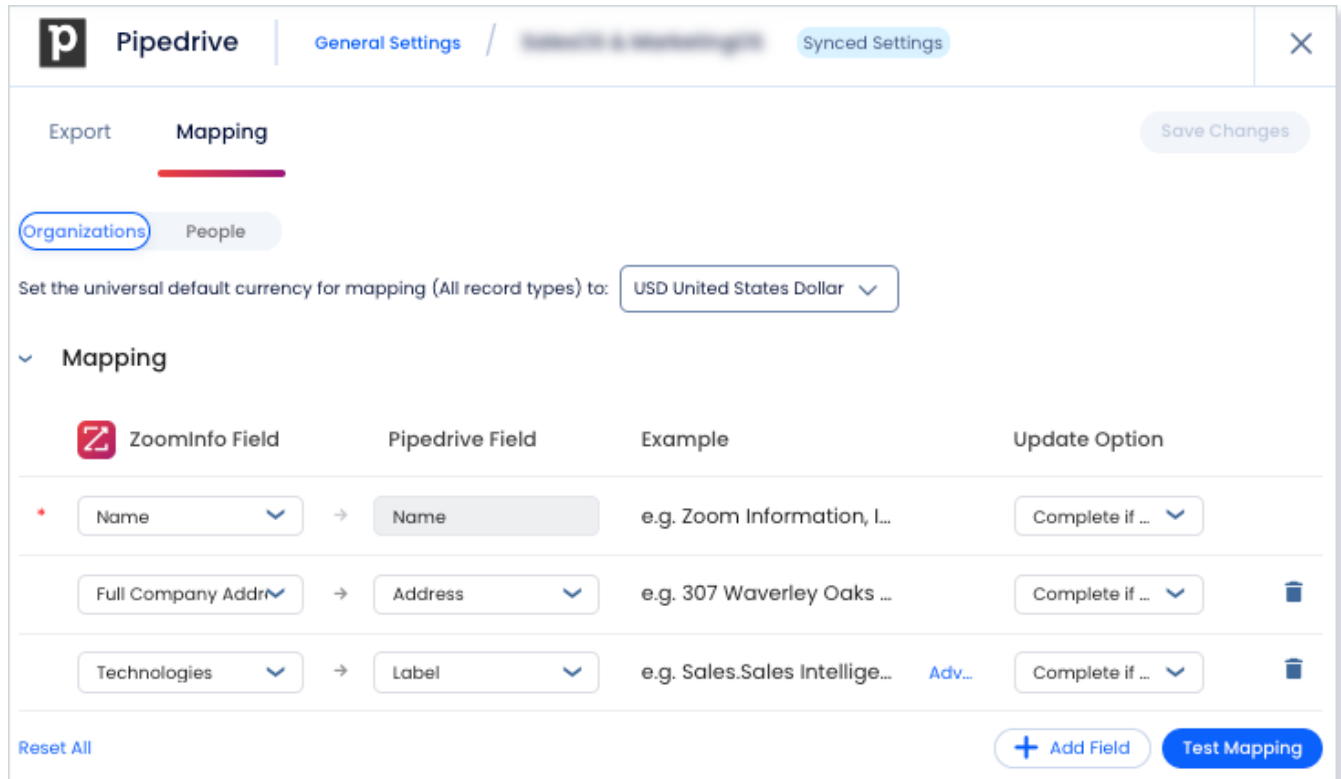 p Pipedrive General Settings / Synced Settings
Export Mapping Save Changes
Organizations People
Set the universal default currency for mapping (All record types) to: USD United States Dollar
Mapping
ZoomInfo Field Pipedrive Field Example Update Option
* Name → Name e.g. Zoom Information, I... Complete if ...
Full Company Addr → Address e.g. 307 Waverley Oaks ... Complete if ...
Technologies → Label e.g. Sales.Sales Intellige... Adv... Complete if ...
Reset All + Add Field Test Mapping